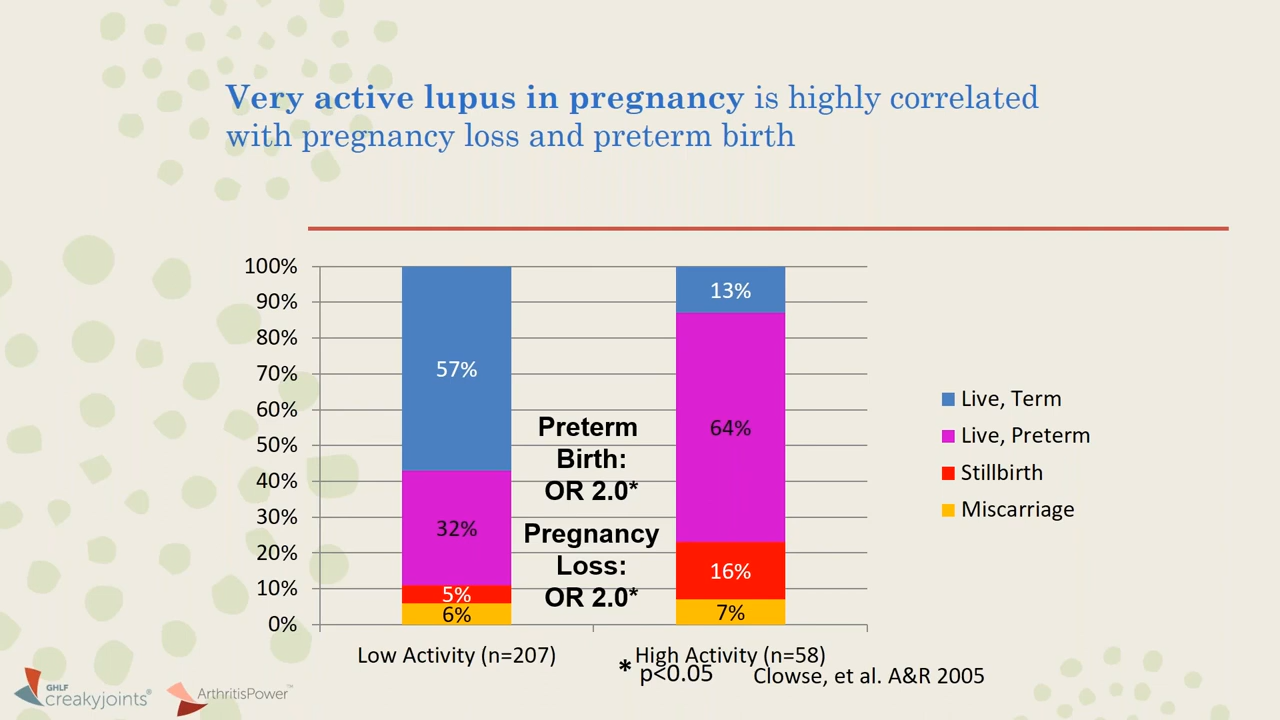 Very active lupus in pregnancy is highly correlated
with pregnancy loss and preterm birth
100%
90%
80%
70%
60%
50%
40%
30%
20%
10%
0%
57%
32%
5%
6%
13%
64%
16%
7%
Preterm
Birth:
OR 2.0*
Pregnancy
Loss:
OR 2.0*
Live, Term
Live, Preterm
Stillbirth
Miscarriage
Low Activity (n=207)
High Activity (n=58)
* p<0.05
Clowse, et al. A&R 2005
GHLF
creakyjoints®
ArthritisPower™